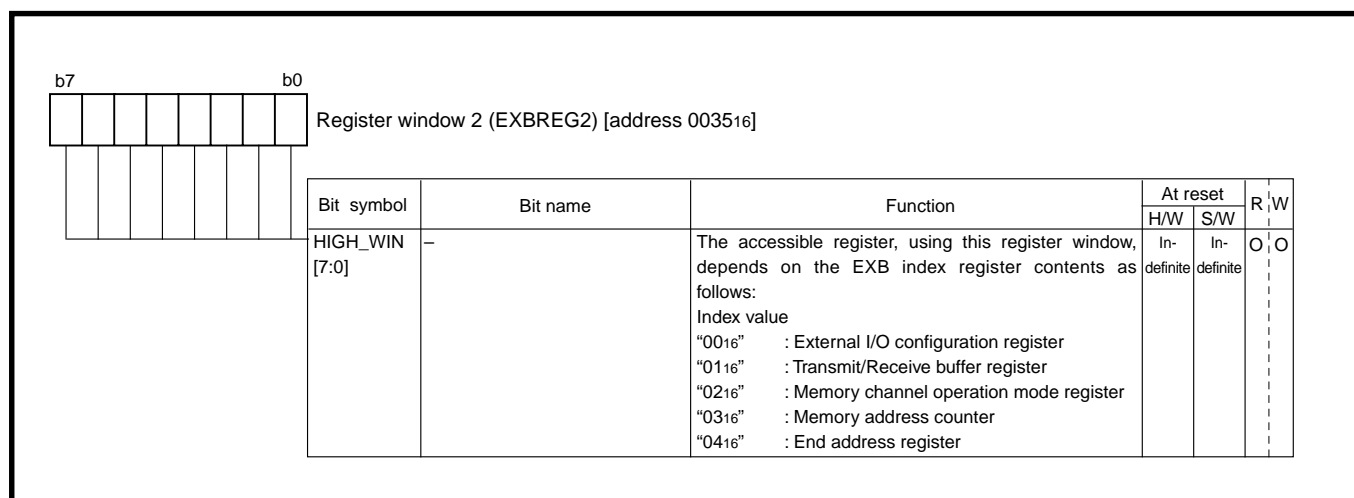 b7 b0
Register window 2 (EXBREG2) [address 003516]
Bit symbol Bit name Function At reset R W
H/W S/W
HIGH_WIN – The accessible register, using this register window, In- In- O O
[7:0] depends on the EXB index register contents as definite definite
follows:
Index value
“0016” : External I/O configuration register
“0116” : Transmit/Receive buffer register
“0216” : Memory channel operation mode register
“0316” : Memory address counter
“0416” : End address register